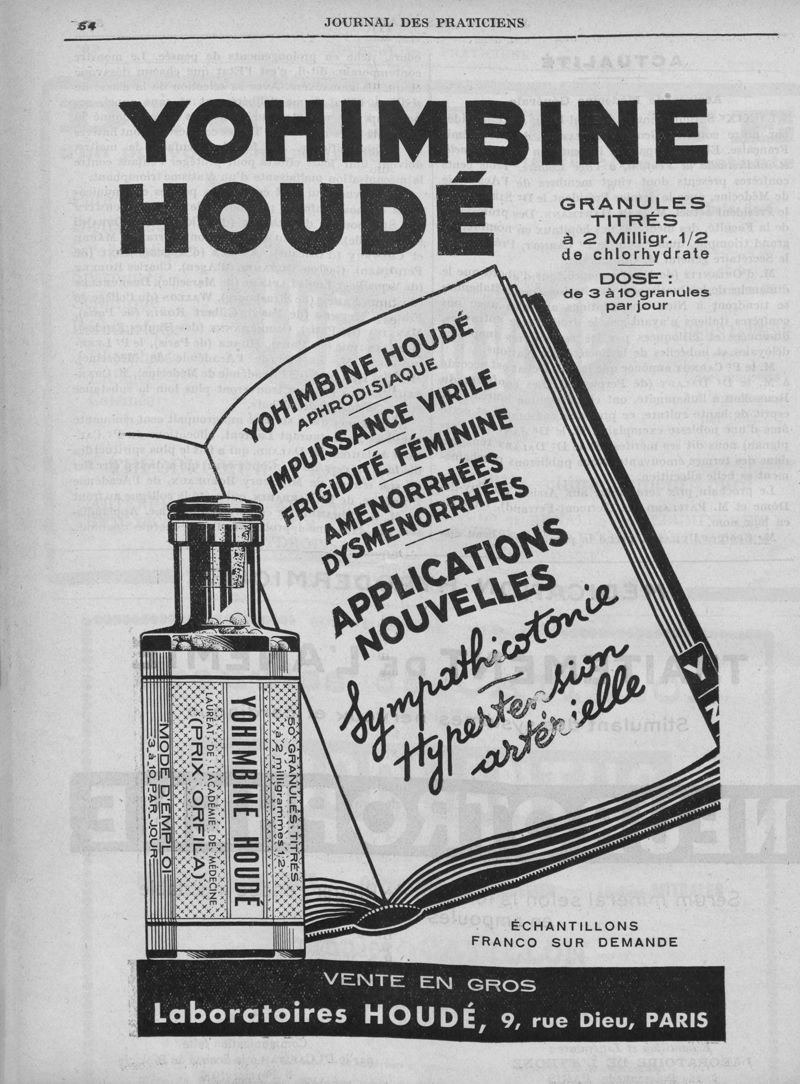 54
JOURNAL DES PRATICIENS
YOHIMBINE
HOUDÉ
GRANULES
TITRÉS
à 2 Milligr. 1/2
de chlorhydrate
DOSE :
de 3 à 10 granules
par jour
YOHIMBINE HOUDÉ
APHRODISIAQUE
IMPUISSANCE VIRILE
FRIGIDITÉ FÉMININE
AMENORRHÉES
DYSMENORRHÉES
APPLICATIONS
NOUVELLES
Sympathicotonie
Hypertension
artérielle
Y
N
50 GRANULES TITRÉS
à 2 milligrammes 1/2
YOHIMBINE HOUDÉ
LAURÉAT DE L'ACADÉMIE DE MÉDECINE
(PRIX ORFILA)
MODE D'EMPLOI
3 à 10 PAR JOUR
ÉCHANTILLONS
FRANCO SUR DEMANDE
VENTE EN GROS
Laboratoires HOUDÉ, 9, rue Dieu, PARIS